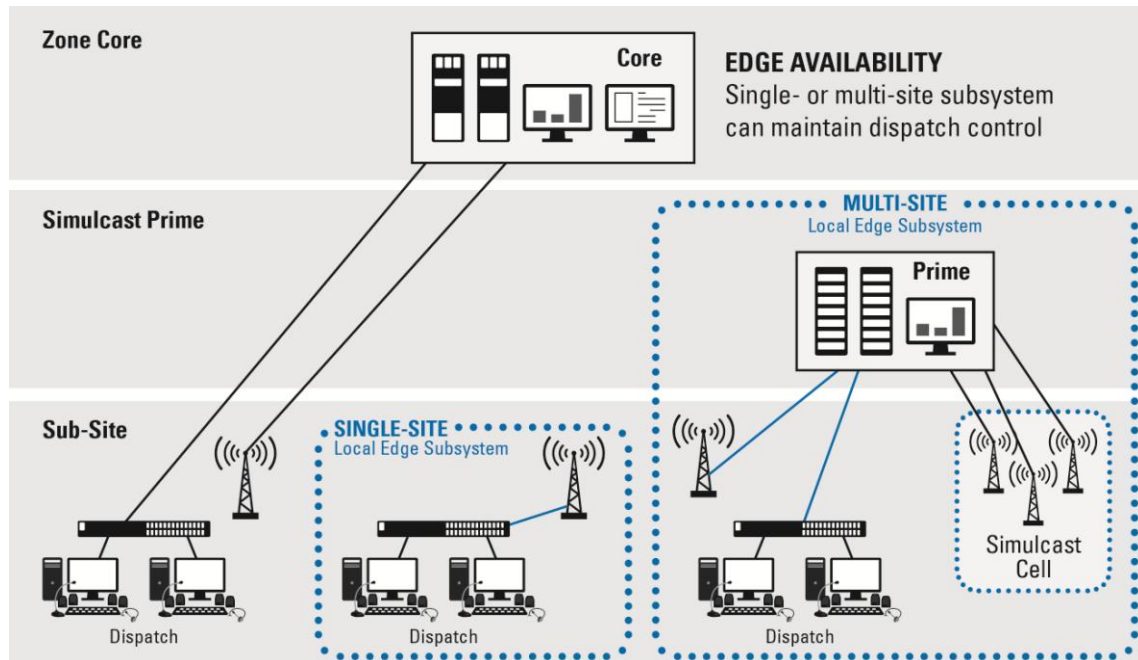 Zone Core
Core
EDGE AVAILABILITY
Single- or multi-site subsystem
can maintain dispatch control
Simulcast Prime
MULTI-SITE
Local Edge Subsystem
Prime
Sub-Site
SINGLE-SITE
Local Edge Subsystem
Simulcast
Cell
Dispatch
Dispatch
Dispatch